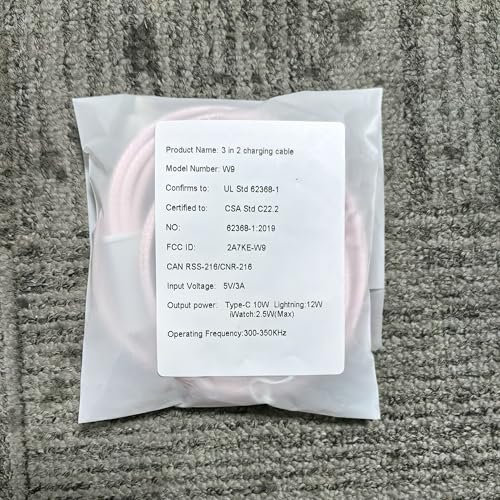 Product Name: 3 in 2 charging cable
Model Number: W9
Confirms to: UL Std 62368-1
Certified to: CSA Std C22.2
NO: 62368-1:2019
FCC ID: 2A7KE-W9
CAN RSS-216/CNR-216
Input Voltage: 5V/3A
Output power: Type-C 10W Lightning:12W
iWatch:2.5W(Max)
Operating Frequency:300-350KHz